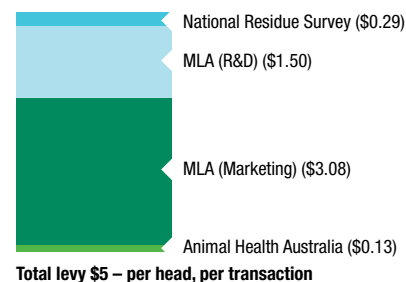 National Residue Survey ($0.29)
MLA (R&D) ($1.50)
MLA (Marketing) ($3.08)
Animal Health Australia ($0.13)
Total levy $5 – per head, per transaction